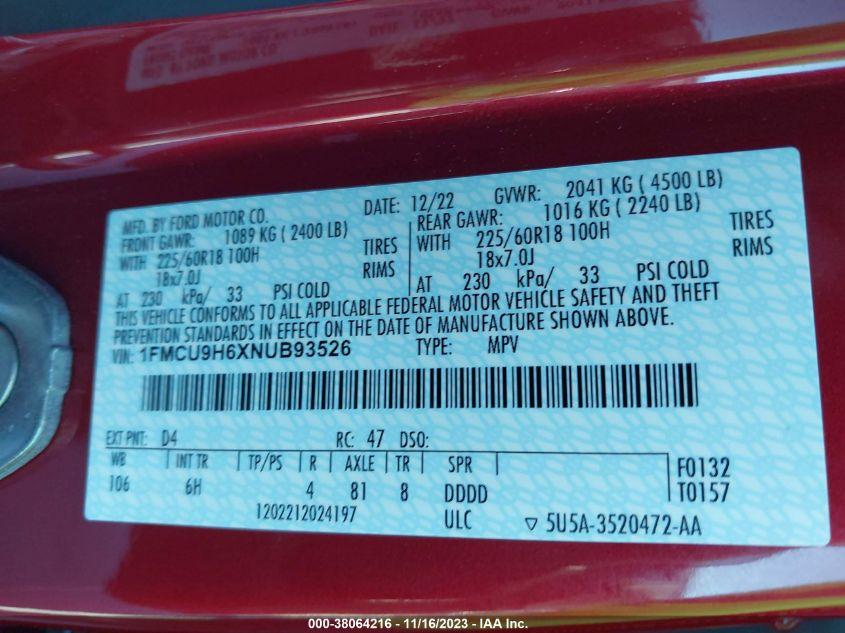 MFD. BY FORD MOTOR CO.
DATE: 12/22 GVWR: 2041 KG ( 4500 LB)
FRONT GAWR: 1089 KG ( 2400 LB)
WITH 225/60R18 100H TIRES
18x7.0J RIMS
AT 230 kPa/ 33 PSI COLD
REAR GAWR: 1016 KG ( 2240 LB)
WITH 225/60R18 100H TIRES
18x7.0J RIMS
AT 230 kPa/ 33 PSI COLD
THIS VEHICLE CONFORMS TO ALL APPLICABLE FEDERAL MOTOR VEHICLE SAFETY AND THEFT
PREVENTION STANDARDS IN EFFECT ON THE DATE OF MANUFACTURE SHOWN ABOVE.
VIN: 1FMCU9H6XNUB93526 TYPE: MPV
EXT PNT: D4 RC: 47 DSO:
WB INT TR TP/PS R AXLE TR SPR F0132
106 6H 4 81 8 DDDD T0157
1202212024197 ULC 5U5A-3520472-AA
000-38064216 - 11/16/2023 - IAA Inc.